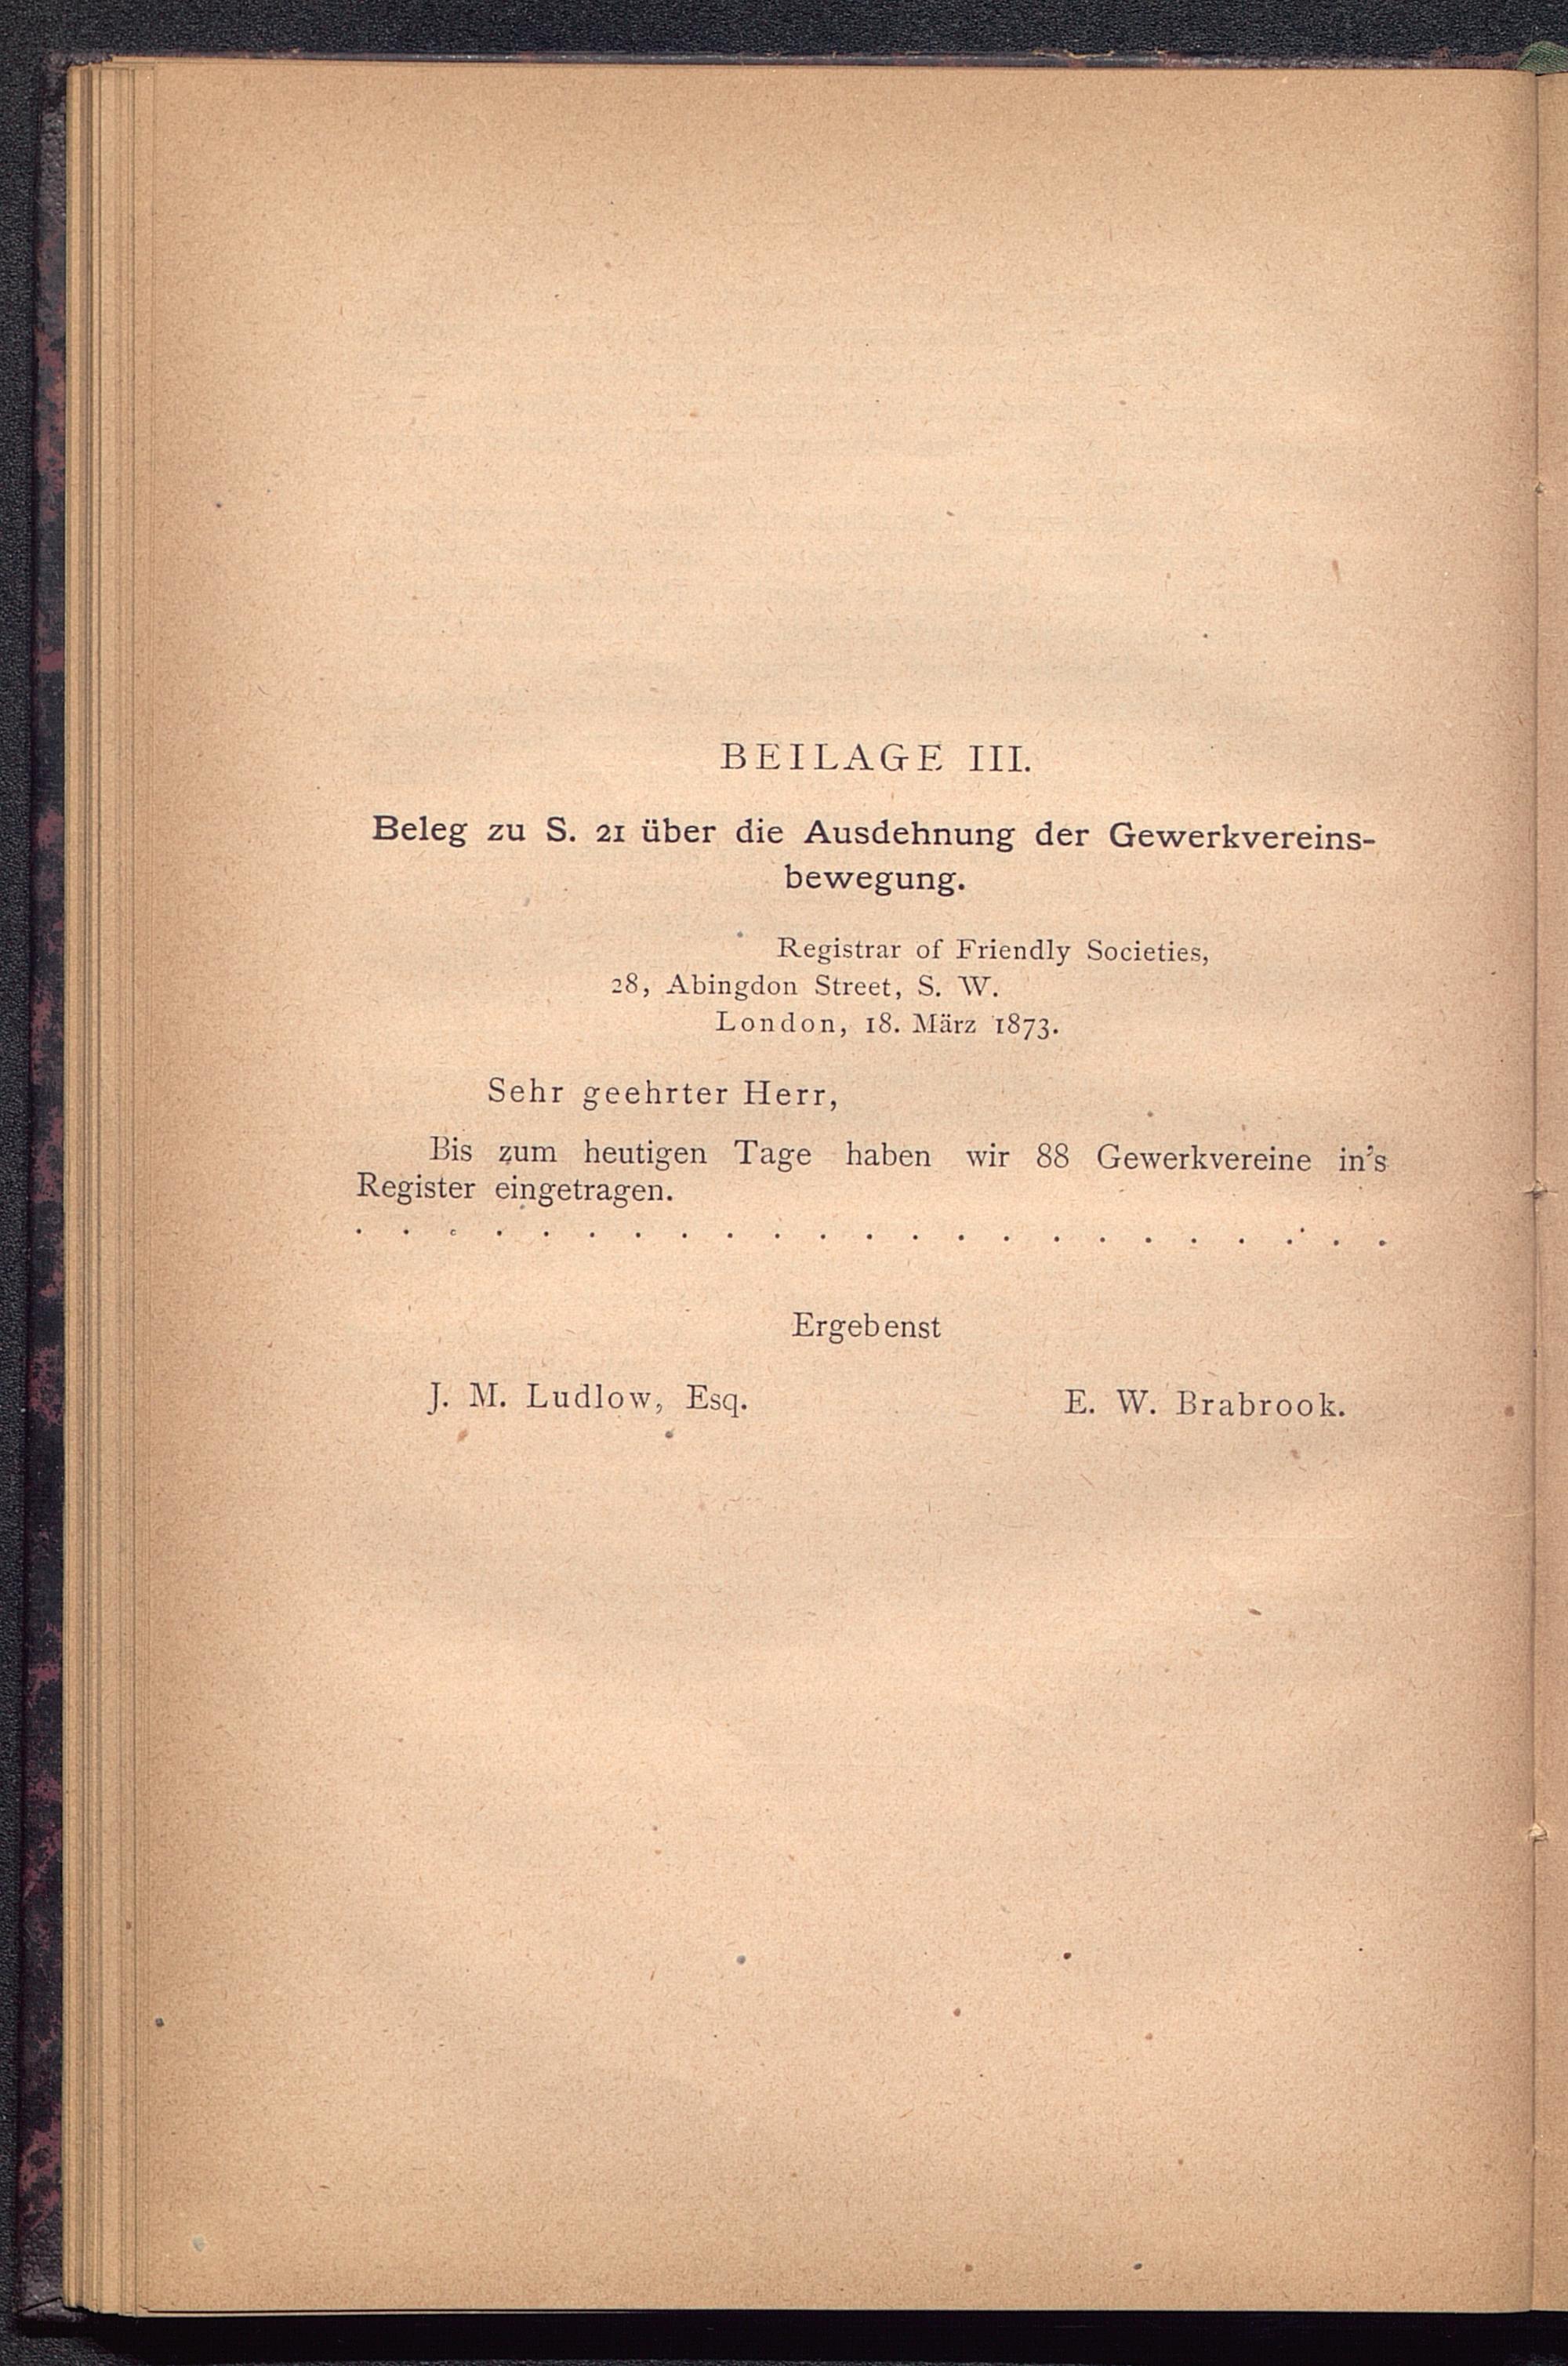 BEILAGE III.
Beleg zu S. 21 über die Ausdehnung der Gewerkvereins-
bewegung.
Registrar of Friendly Societies,
28, Abingdon Street, S. W.
London, 18. März 1873.
Sehr geehrter Herr,
Bis zum heutigen Tage haben wir 88 Gewerkvereine in's
Register eingetragen.
. . . . . . . . . . . . . . . . . . . . . . .
Ergebenst
J. M. Ludlow, Esq. E. W. Brabrook.